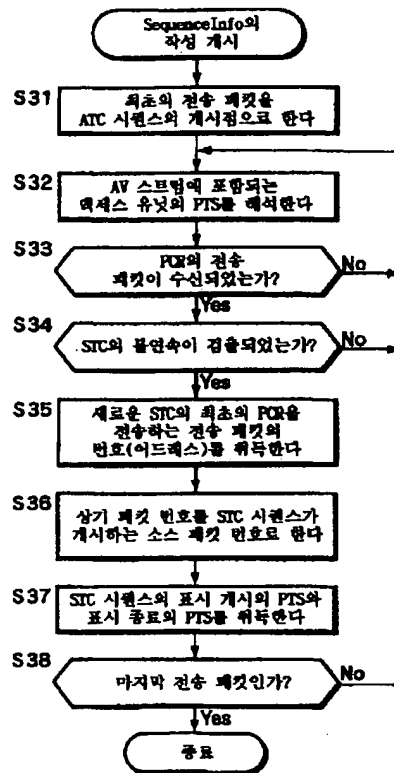 SequenceInfo의
작성 개시
S31
최초의 전송 패킷을
ATC 시퀀스의 개시점으로 한다
S32
AV 스트림에 포함되는
액세스 유닛의 PTS를 해석한다
S33
PCR의 전송
패킷이 수신되었는가?
No
Yes
S34
STC의 불연속이 검출되었는가?
No
Yes
S35
새로운 STC의 최초의 PCR을
전송하는 전송 패킷의
번호(어드레스)를 취득한다
S36
상기 패킷 번호를 STC 시퀀스가
개시하는 소스 패킷 번호로 한다
S37
STC 시퀀스의 표시 개시의 PTS와
표시 종료의 PTS를 취득한다
S38
마지막 전송 패킷인가?
No
Yes
종료